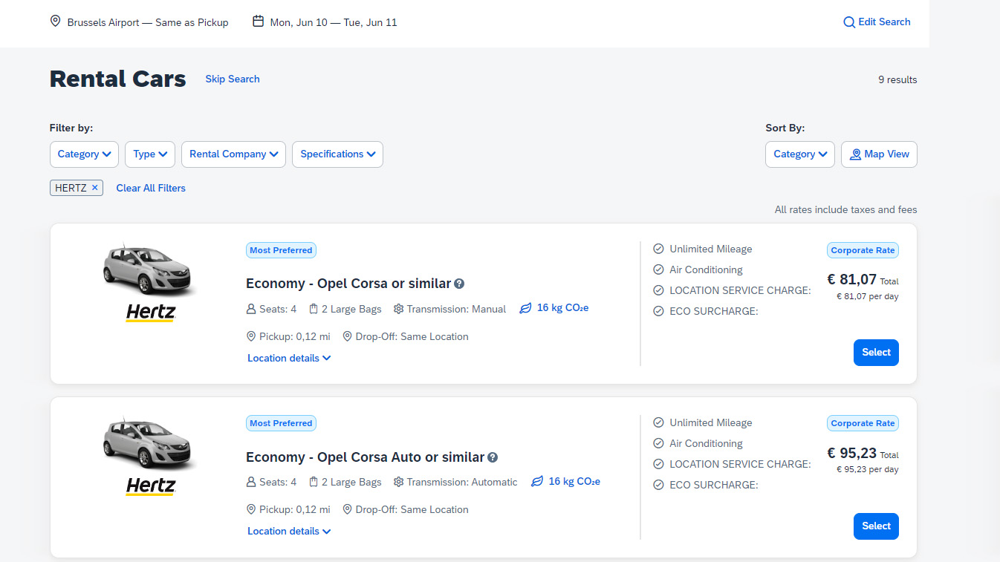 Brussels Airport — Same as Pickup
Mon, Jun 10 — Tue, Jun 11
Edit Search
Rental Cars
Skip Search
9 results
Filter by:
Sort By:
Category
Type
Rental Company
Specifications
Category
Map View
HERTZ ×
Clear All Filters
All rates include taxes and fees
Hertz
Most Preferred
Economy - Opel Corsa or similar ?
Seats: 4
2 Large Bags
Transmission: Manual
16 kg CO₂e
Pickup: 0,12 mi
Drop-Off: Same Location
Location details
Unlimited Mileage
Air Conditioning
LOCATION SERVICE CHARGE:
ECO SURCHARGE:
Corporate Rate
€ 81,07 Total
€ 81,07 per day
Select
Hertz
Most Preferred
Economy - Opel Corsa Auto or similar ?
Seats: 4
2 Large Bags
Transmission: Automatic
16 kg CO₂e
Pickup: 0,12 mi
Drop-Off: Same Location
Location details
Unlimited Mileage
Air Conditioning
LOCATION SERVICE CHARGE:
ECO SURCHARGE:
Corporate Rate
€ 95,23 Total
€ 95,23 per day
Select